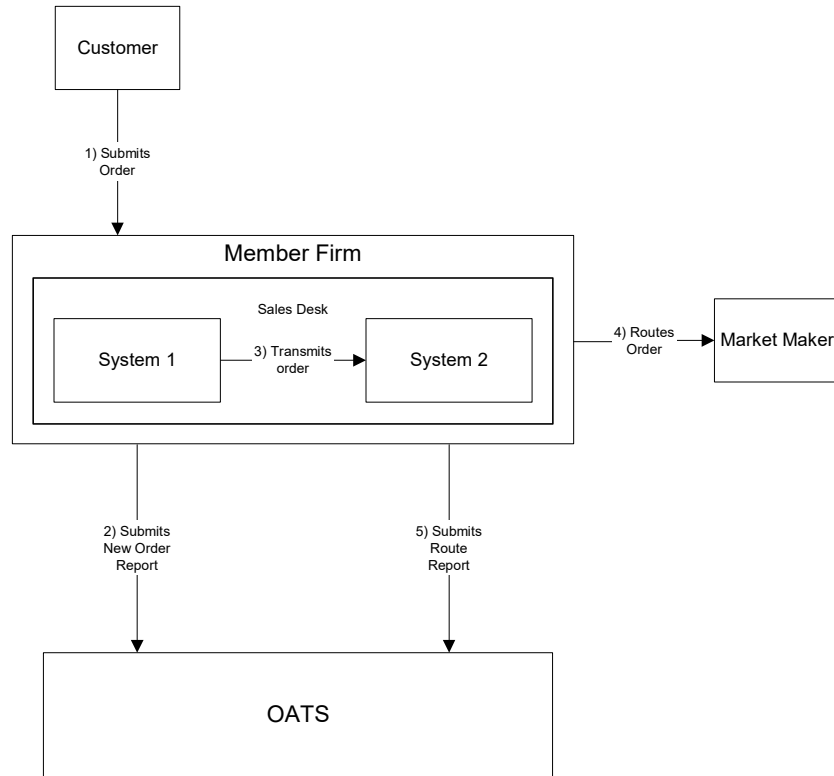 Customer
1) Submits
Order
Member Firm
Sales Desk
System 1
3) Transmits
order
System 2
4) Routes
Order
Market Maker
2) Submits
New Order
Report
5) Submits
Route
Report
OATS